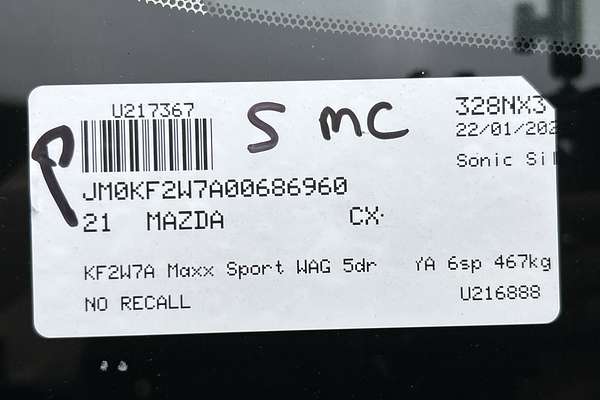 U217367
S MC
P
328NX3
22/01/202
Sonic Sil
JM0KF2W7A00686960
21 MAZDA CX-
KF2W7A Maxx Sport WAG 5dr YA 6sp 467kg
NO RECALL
U216888